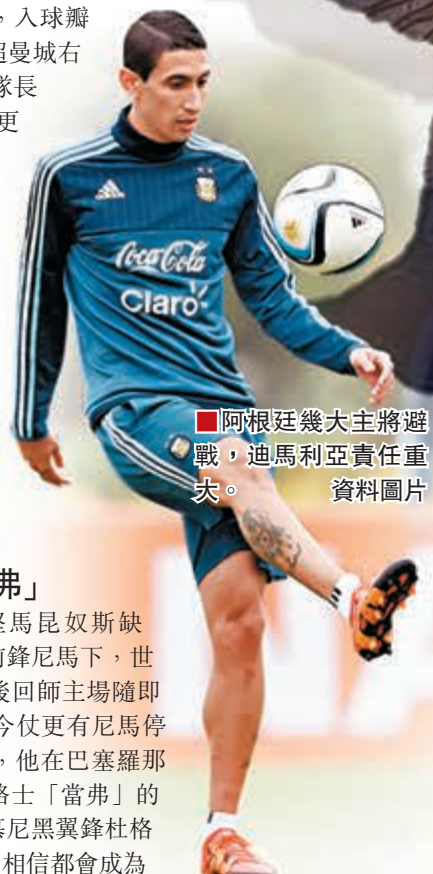 ，入球瓣
曼城右
隊長
更
adidas
Coca-Cola
Claro
■阿根廷幾大主將避
戰，迪馬利亞責任重
大。 資料圖片
弗」
馬昆奴斯缺
前鋒尼馬下，世
後回師主場隨即
今仗更有尼馬停
，他在巴塞羅那
格士「當弗」的
慕尼黑翼鋒杜格
相信都會成為